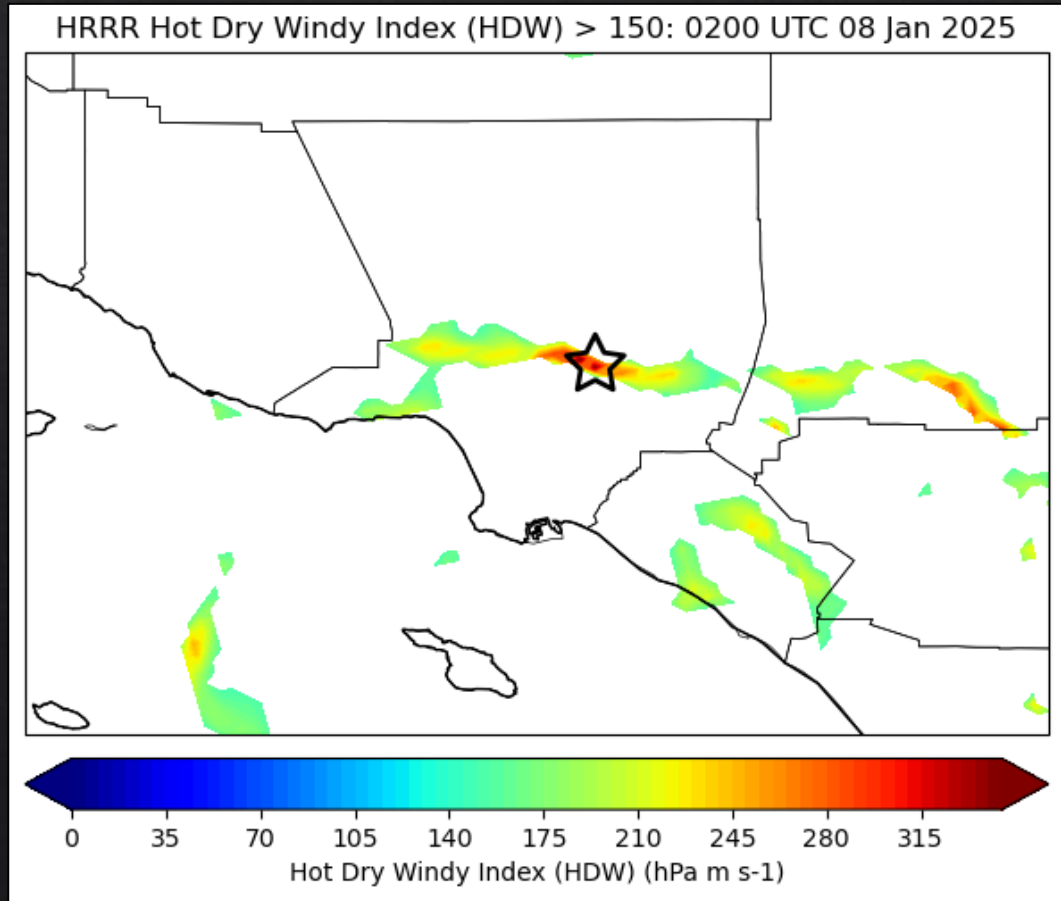 HRRR Hot Dry Windy Index (HDW) > 150: 0200 UTC 08 Jan 2025
0 35 70 105 140 175 210 245 280 315
Hot Dry Windy Index (HDW) (hPa m s-1)